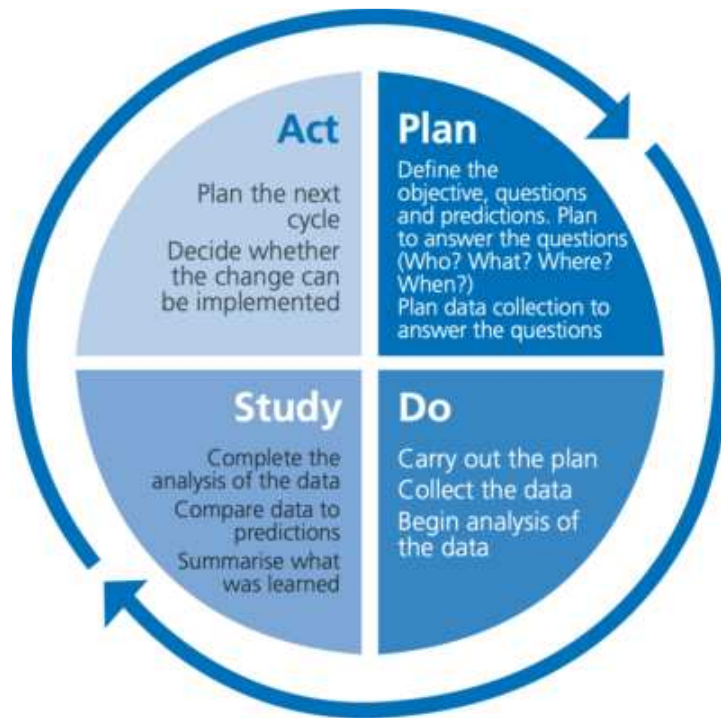 Act
Plan the next
cycle
Decide whether
the change can
be implemented
Plan
Define the
objective, questions
and predictions. Plan
to answer the questions
(Who? What? Where?
When?)
Plan data collection to
answer the questions
Study
Complete the
analysis of the data
Compare data to
predictions
Summarise what
was learned
Do
Carry out the plan
Collect the data
Begin analysis of
the data